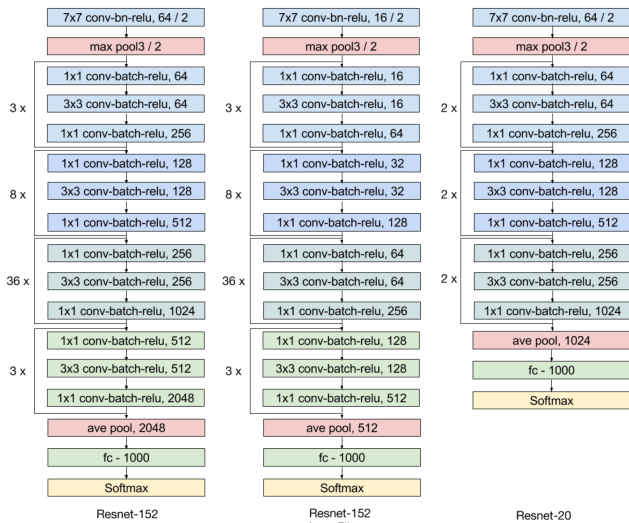 7x7 conv-bn-relu, 64 / 2
max pool3 / 2
3 x
1x1 conv-batch-relu, 64
3x3 conv-batch-relu, 64
1x1 conv-batch-relu, 256
8 x
1x1 conv-batch-relu, 128
3x3 conv-batch-relu, 128
1x1 conv-batch-relu, 512
36 x
1x1 conv-batch-relu, 256
3x3 conv-batch-relu, 256
1x1 conv-batch-relu, 1024
3 x
1x1 conv-batch-relu, 512
3x3 conv-batch-relu, 512
1x1 conv-batch-relu, 2048
ave pool, 2048
fc - 1000
Softmax
Resnet-152
7x7 conv-bn-relu, 16 / 2
max pool3 / 2
3 x
1x1 conv-batch-relu, 16
3x3 conv-batch-relu, 16
1x1 conv-batch-relu, 64
8 x
1x1 conv-batch-relu, 32
3x3 conv-batch-relu, 32
1x1 conv-batch-relu, 128
36 x
1x1 conv-batch-relu, 64
3x3 conv-batch-relu, 64
1x1 conv-batch-relu, 256
3 x
1x1 conv-batch-relu, 128
3x3 conv-batch-relu, 128
1x1 conv-batch-relu, 512
ave pool, 512
fc - 1000
Softmax
Resnet-152
7x7 conv-bn-relu, 64 / 2
max pool3 / 2
2 x
1x1 conv-batch-relu, 64
3x3 conv-batch-relu, 64
1x1 conv-batch-relu, 256
2 x
1x1 conv-batch-relu, 128
3x3 conv-batch-relu, 128
1x1 conv-batch-relu, 512
2 x
1x1 conv-batch-relu, 256
3x3 conv-batch-relu, 256
1x1 conv-batch-relu, 1024
ave pool, 1024
fc - 1000
Softmax
Resnet-20